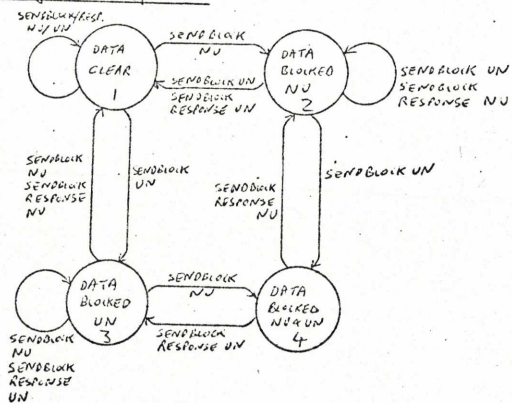 SENDBLOCK/RESP.
NU/UN
DATA
CLEAR
1
SENDBLOCK
NU
SENDBLOCK UN
SENDBLOCK
RESPONSE UN
DATA
BLOCKED
NU
2
SENDBLOCK UN
SENDBLOCK
RESPONSE NU
SENDBLOCK
NU
SENDBLOCK
RESPONSE
NU
SENDBLOCK
UN
SENDBLOCK
RESPONSE
NU
SENDBLOCK UN
DATA
BLOCKED
UN
3
SENDBLOCK
NU
SENDBLOCK
RESPONSE UN
DATA
BLOCKED
NU & UN
4
SENDBLOCK
NU
SENDBLOCK
RESPONSE
UN